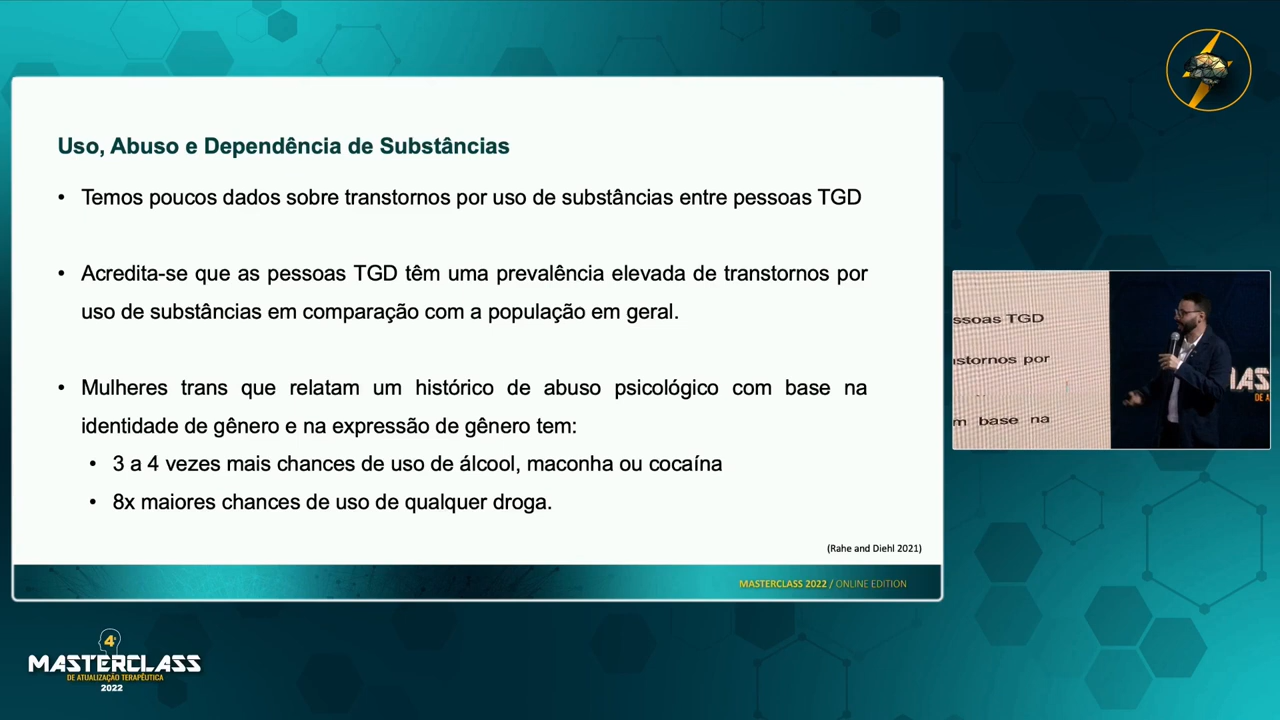 Uso, Abuso e Dependência de Substâncias
• Temos poucos dados sobre transtornos por uso de substâncias entre pessoas TGD
• Acredita-se que as pessoas TGD têm uma prevalência elevada de transtornos por
uso de substâncias em comparação com a população em geral.
• Mulheres trans que relatam um histórico de abuso psicológico com base na
identidade de gênero e na expressão de gênero tem:
• 3 a 4 vezes mais chances de uso de álcool, maconha ou cocaína
• 8x maiores chances de uso de qualquer droga.
(Rahe and Diehl 2021)
MASTERCLASS 2022 / ONLINE EDITION
ssoas TGD
stornos por
m base na
AS
DE A
4ª
MASTERCLASS
DE ATUALIZAÇÃO TERAPÊUTICA
2022